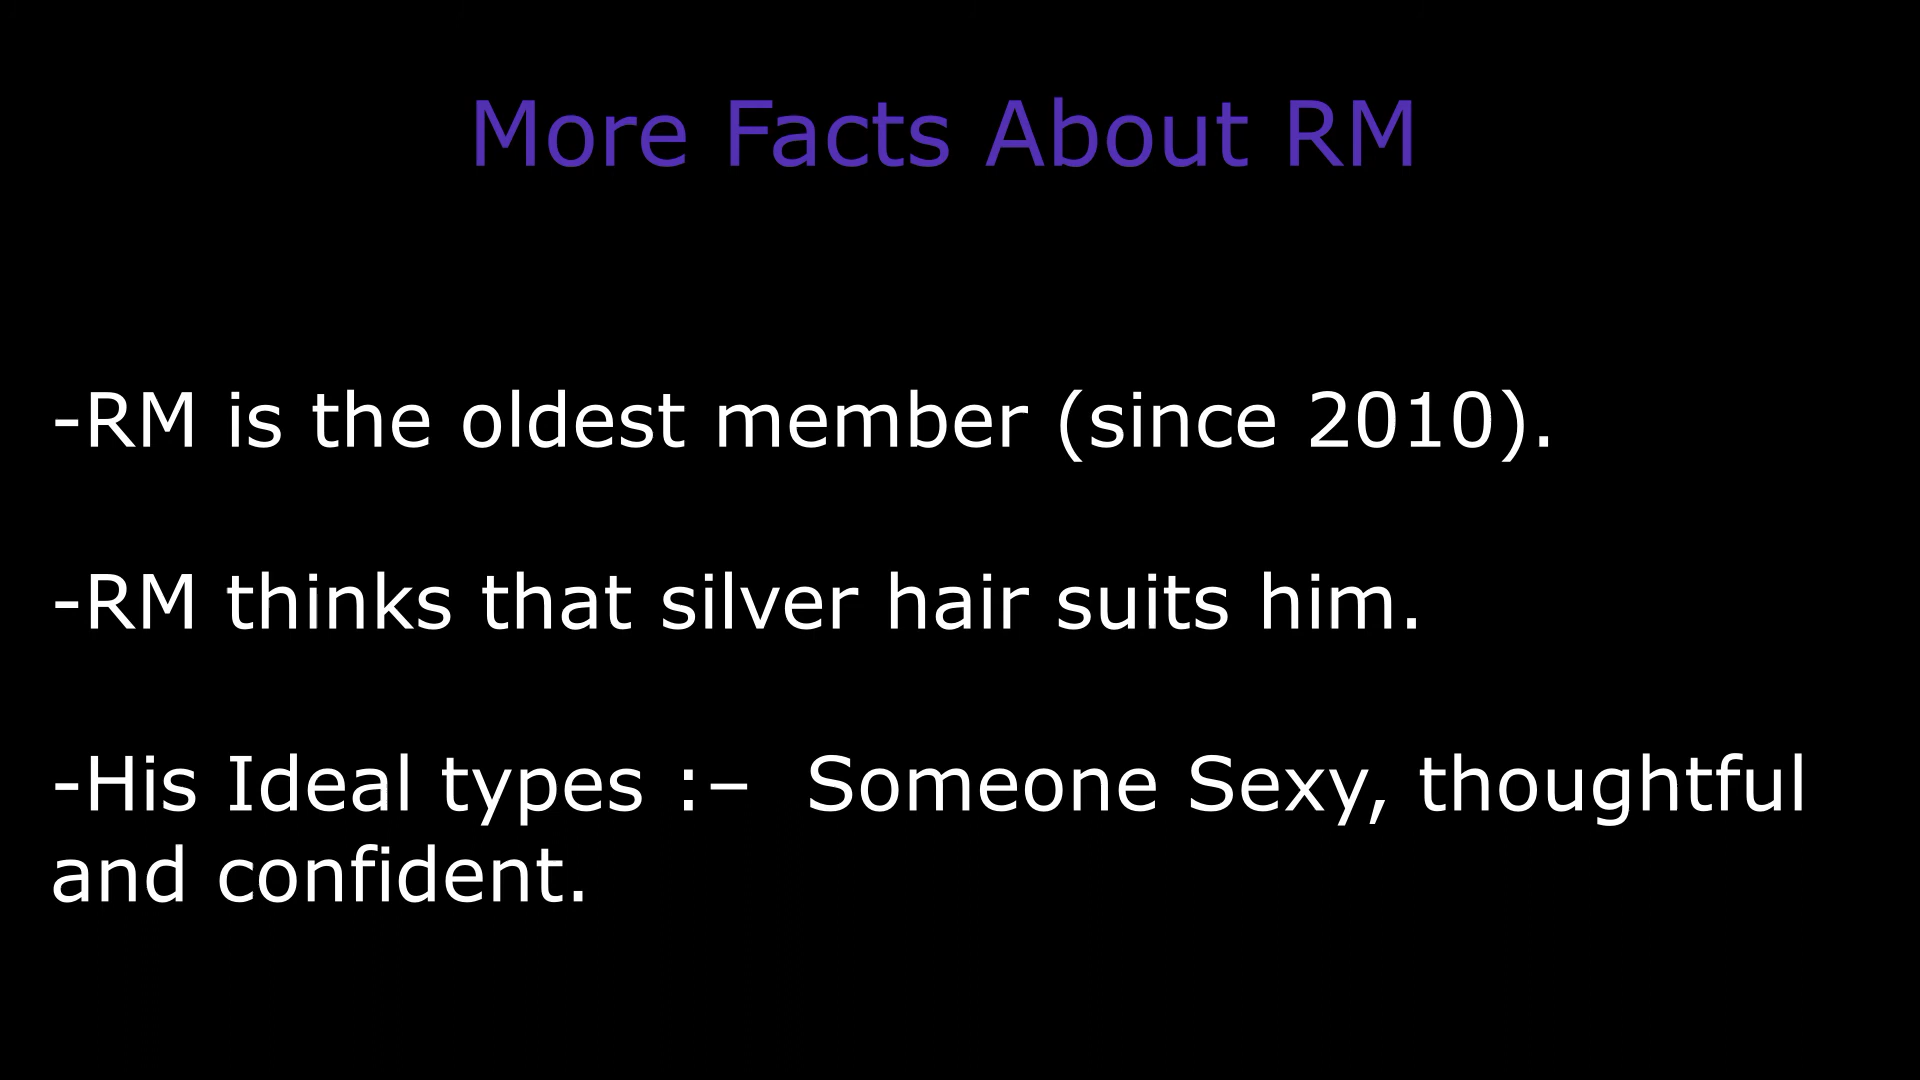 More Facts About RM
-RM is the oldest member (since 2010).
-RM thinks that silver hair suits him.
-His Ideal types :–  Someone Sexy, thoughtful
and confident.